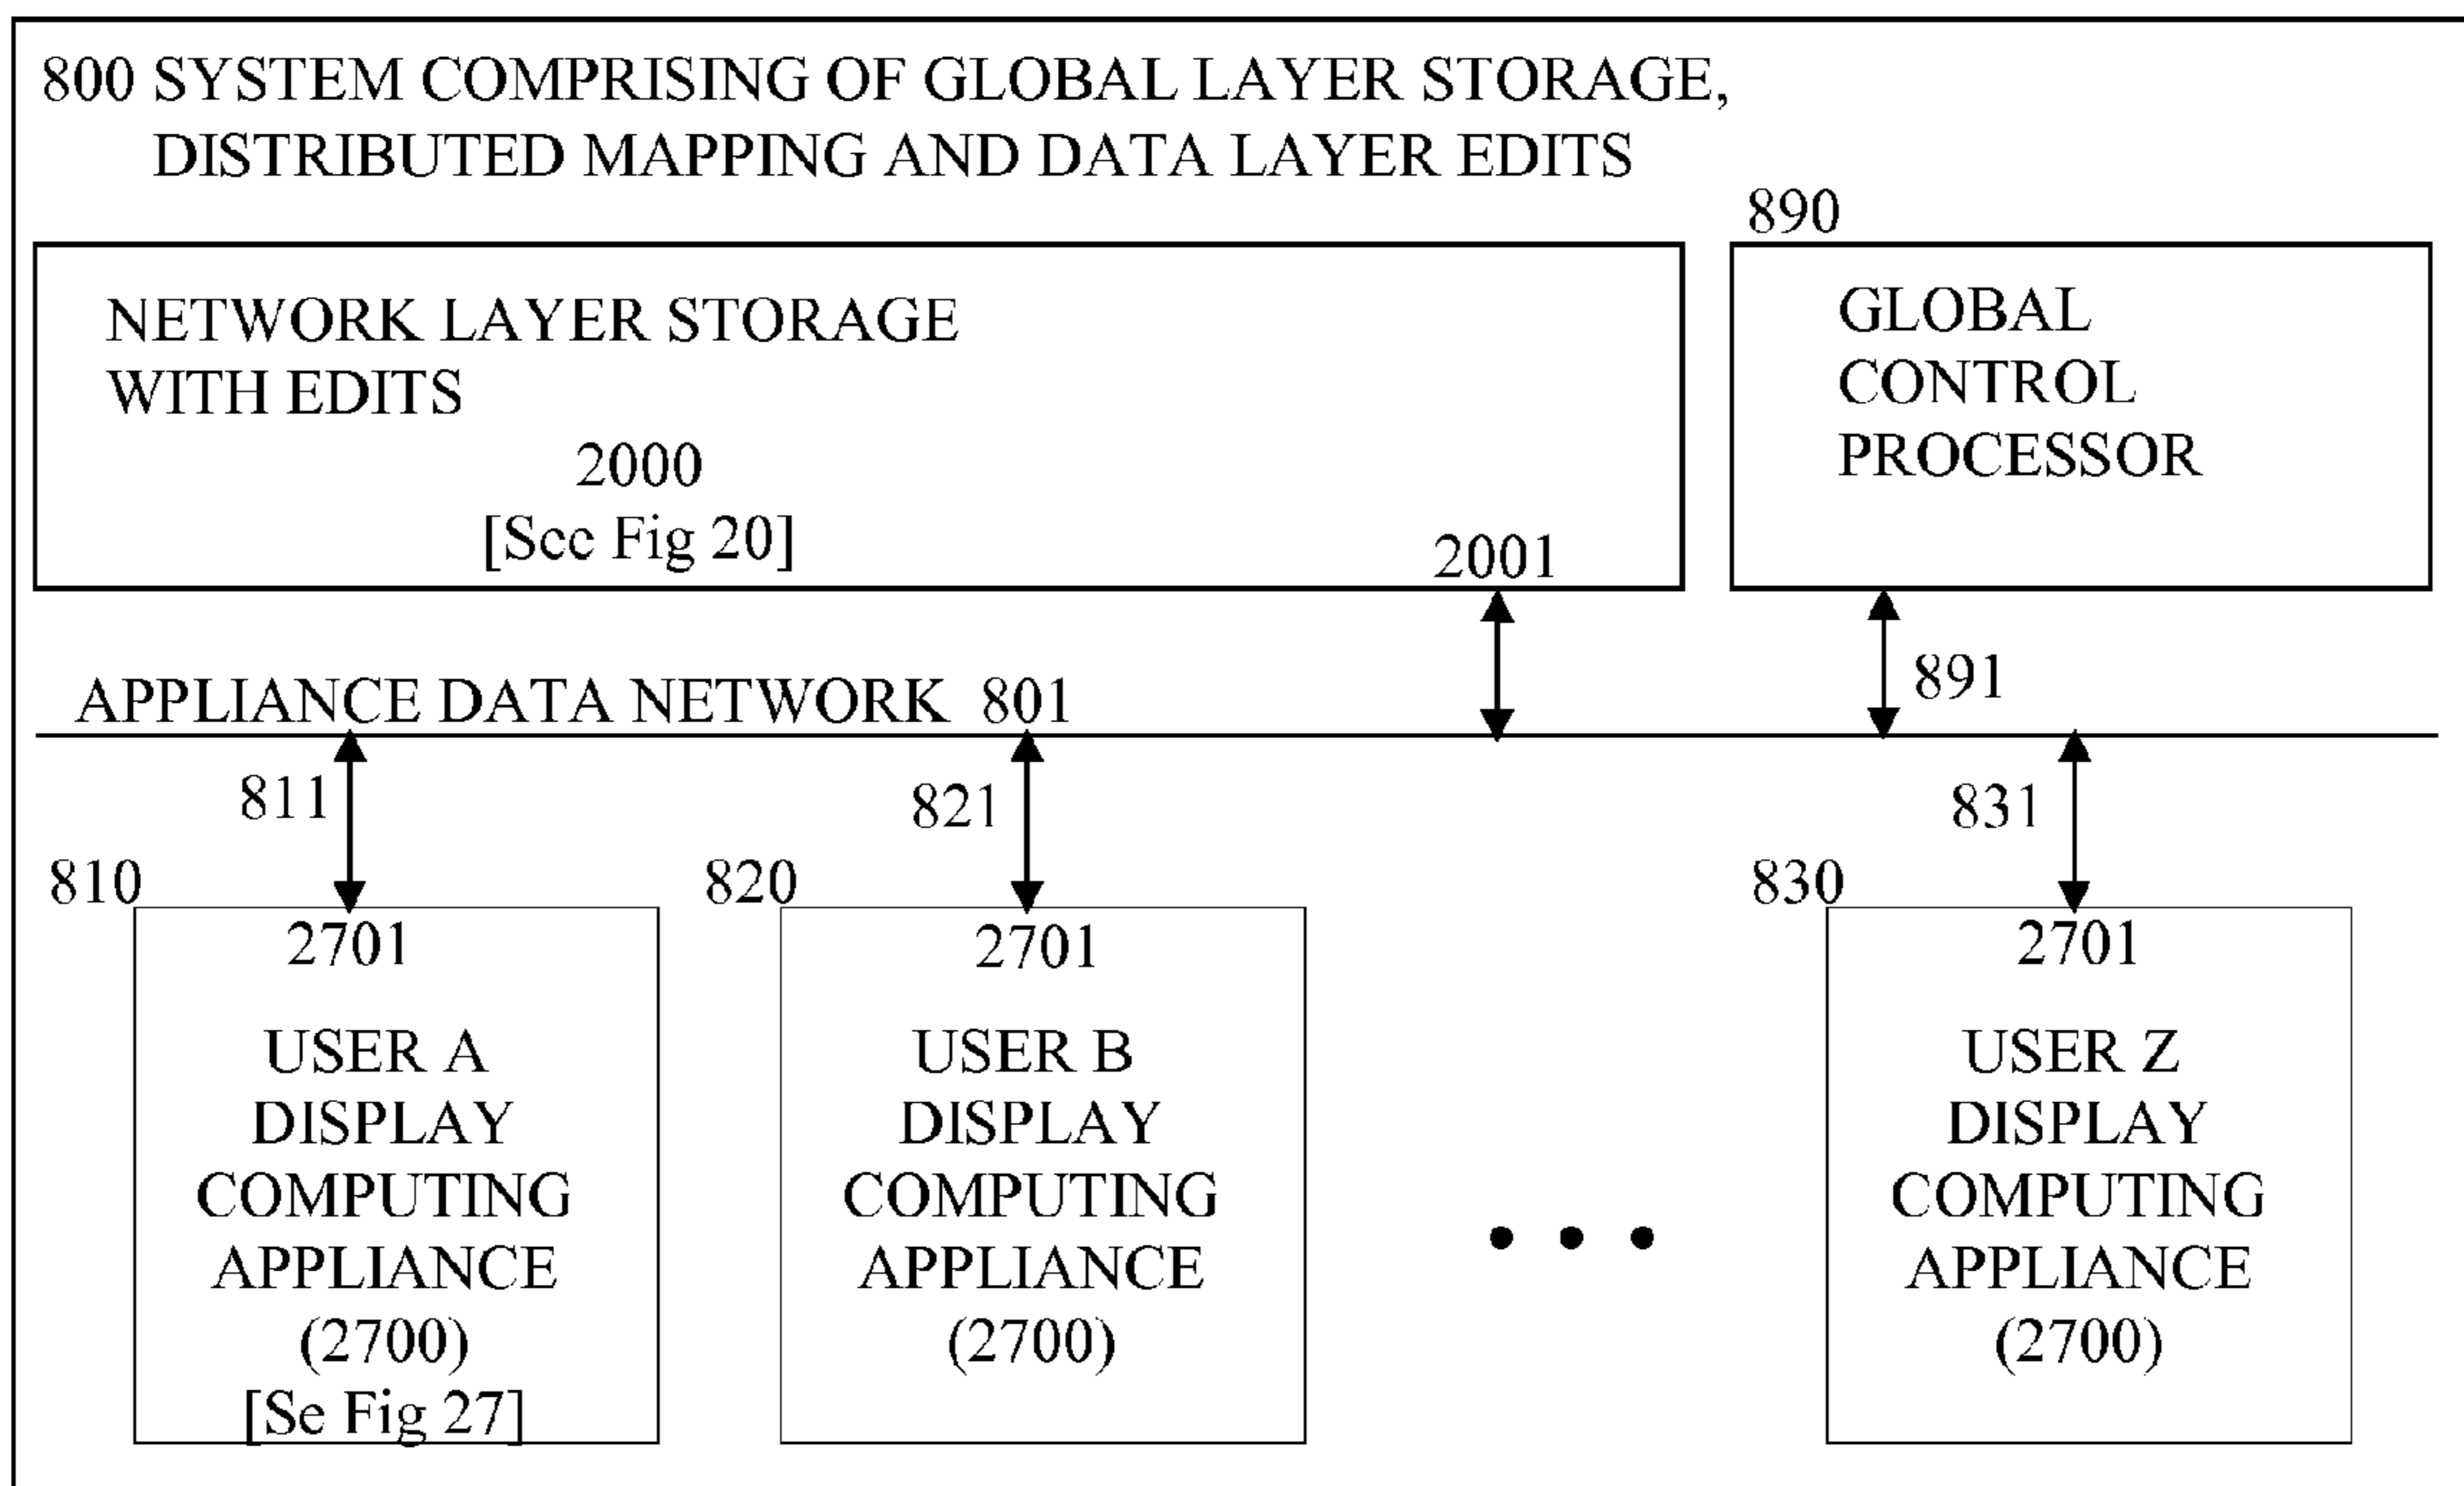 800 SYSTEM COMPRISING OF GLOBAL LAYER STORAGE,
DISTRIBUTED MAPPING AND DATA LAYER EDITS
890
NETWORK LAYER STORAGE
WITH EDITS
2000
[See Fig 20]
2001
GLOBAL
CONTROL
PROCESSOR
891
APPLIANCE DATA NETWORK 801
811
821
831
810
2701
USER A
DISPLAY
COMPUTING
APPLIANCE
(2700)
[Se Fig 27]
820
2701
USER B
DISPLAY
COMPUTING
APPLIANCE
(2700)
• • •
830
2701
USER Z
DISPLAY
COMPUTING
APPLIANCE
(2700)